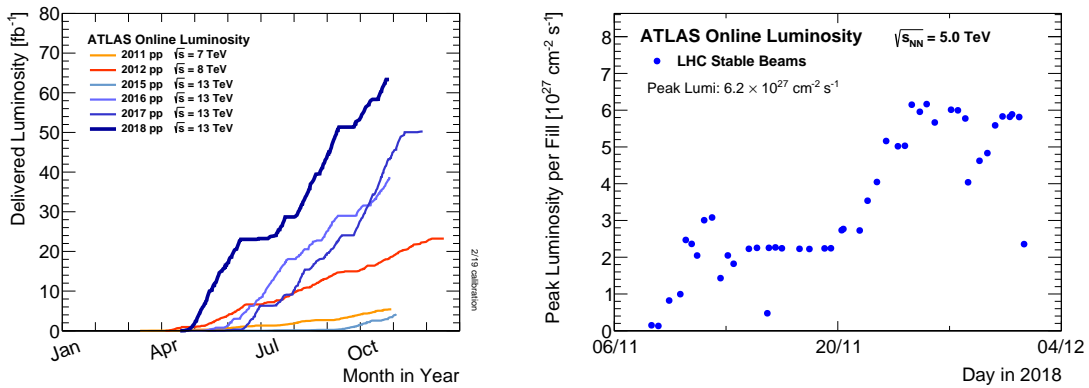 Delivered Luminosity [fb⁻¹]
80
70
60
50
40
30
20
10
0
ATLAS Online Luminosity
2011 pp √s = 7 TeV
2012 pp √s = 8 TeV
2015 pp √s = 13 TeV
2016 pp √s = 13 TeV
2017 pp √s = 13 TeV
2018 pp √s = 13 TeV
2/19 calibration
Jan Apr Jul Oct
Month in Year
Peak Luminosity per Fill [10²⁷ cm⁻² s⁻¹]
8
7
6
5
4
3
2
1
0
ATLAS Online Luminosity √sNN = 5.0 TeV
LHC Stable Beams
Peak Lumi: 6.2 × 10²⁷ cm⁻² s⁻¹
06/11 20/11 04/12
Day in 2018